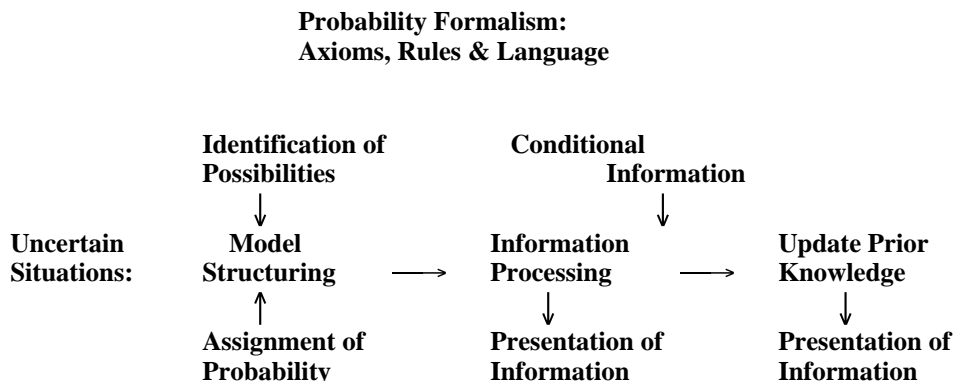 Probability Formalism:
Axioms, Rules & Language
Identification of
Possibilities
Conditional
Information
Uncertain
Situations:
Model
Structuring
Information
Processing
Update Prior
Knowledge
Assignment of
Probability
Presentation of
Information
Presentation of
Information